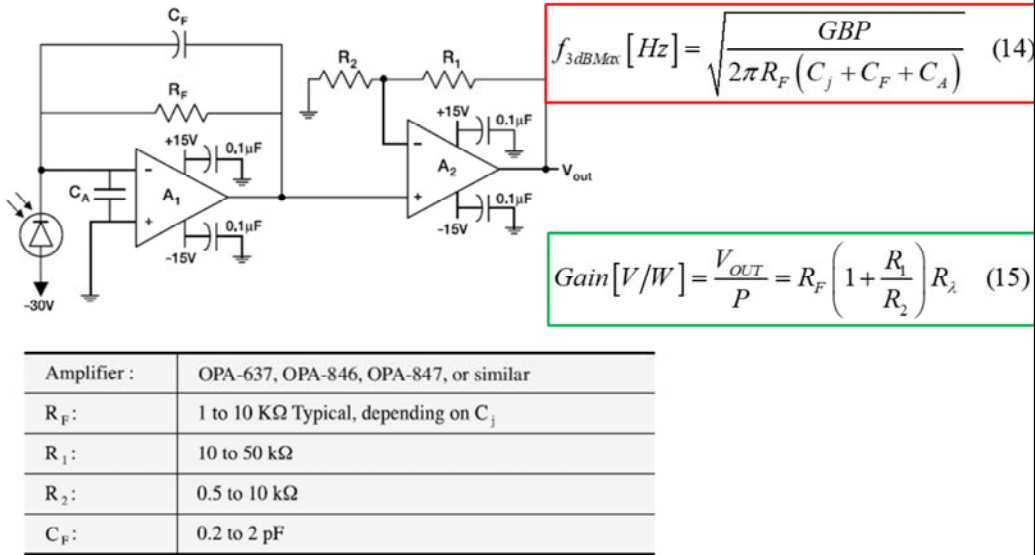 C_F
R_F
+15V
0.1µF
C_A
A_1
−
+
-15V
0.1µF
-30V
R_2
R_1
+15V
0.1µF
−
A_2
+
V_out
0.1µF
-15V
f_{3dBMax} [Hz] = √(GBP / (2πR_F (C_j + C_F + C_A))) (14)
Gain[V/W] = V_OUT / P = R_F (1 + R_1 / R_2) R_λ (15)
Amplifier : OPA-637, OPA-846, OPA-847, or similar
R_F: 1 to 10 KΩ Typical, depending on C_j
R_1: 10 to 50 kΩ
R_2: 0.5 to 10 kΩ
C_F: 0.2 to 2 pF